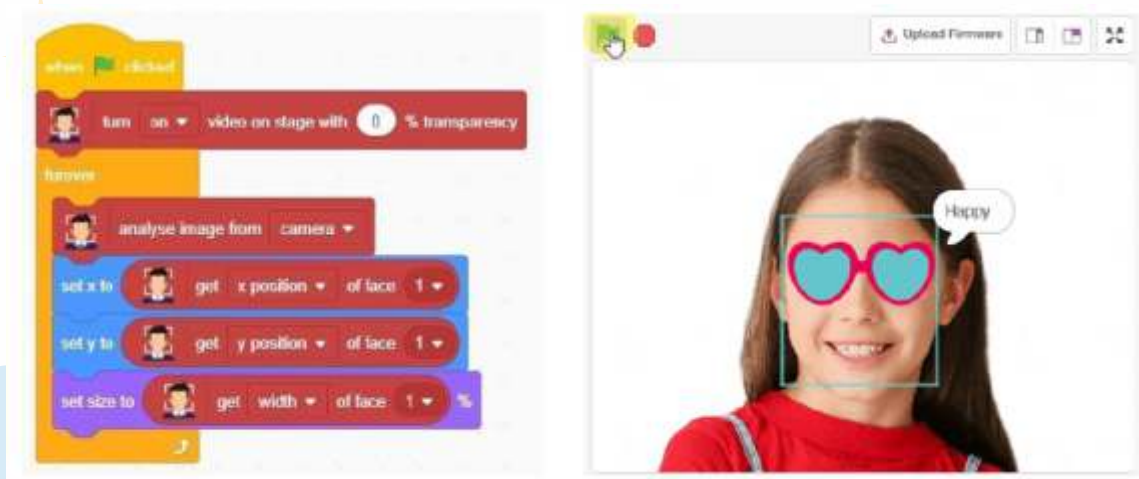 when clicked
turn on video on stage with 0 % transparency
forever
analyse image from camera
set x to get x position of face 1
set y to get y position of face 1
set size to get width of face 1 %
Upload Firmware
Happy